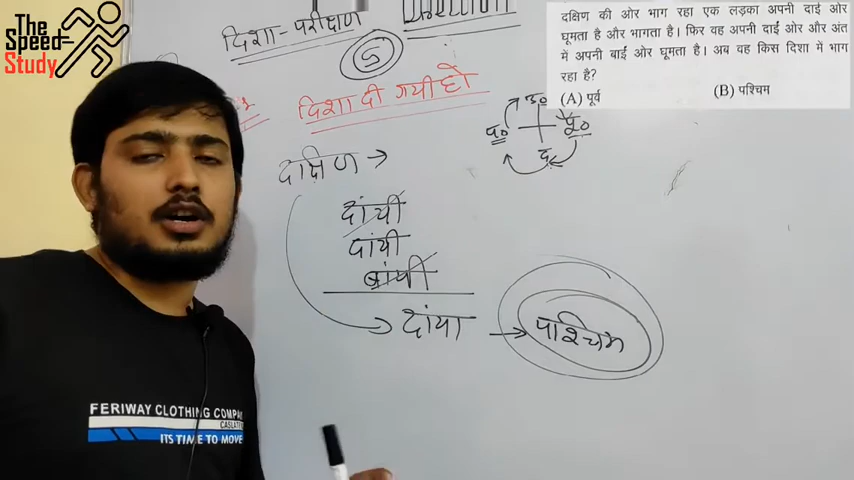 The
Speed-
Study
दिशा-परीक्षण
5
दिशा दी गयी हो
दक्षिण की ओर भाग रहा एक लड़का अपनी दाईं ओर
घूमता है और भागता है। फिर वह अपनी दाईं ओर और अंत
में अपनी बाईं ओर घूमता है। अब वह किस दिशा में भाग
रहा है?
(A) पूर्व
(B) पश्चिम
उ०
प०
पू०
द०
दक्षिण →
दांयी
दांयी
बांयी
दांया → पश्चिम
FERIWAY CLOTHING COMPA
CASLA
IT'S TIME TO MOVE